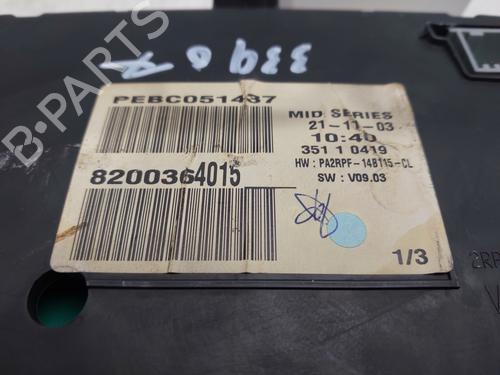 339 0 R
PEBC051437
MID SERIES
21-11-03
10:40
351 1 0419
HW : PA2RPF-14B115-CL
SW : V09.03
8200364015
1/3
B-PARTS